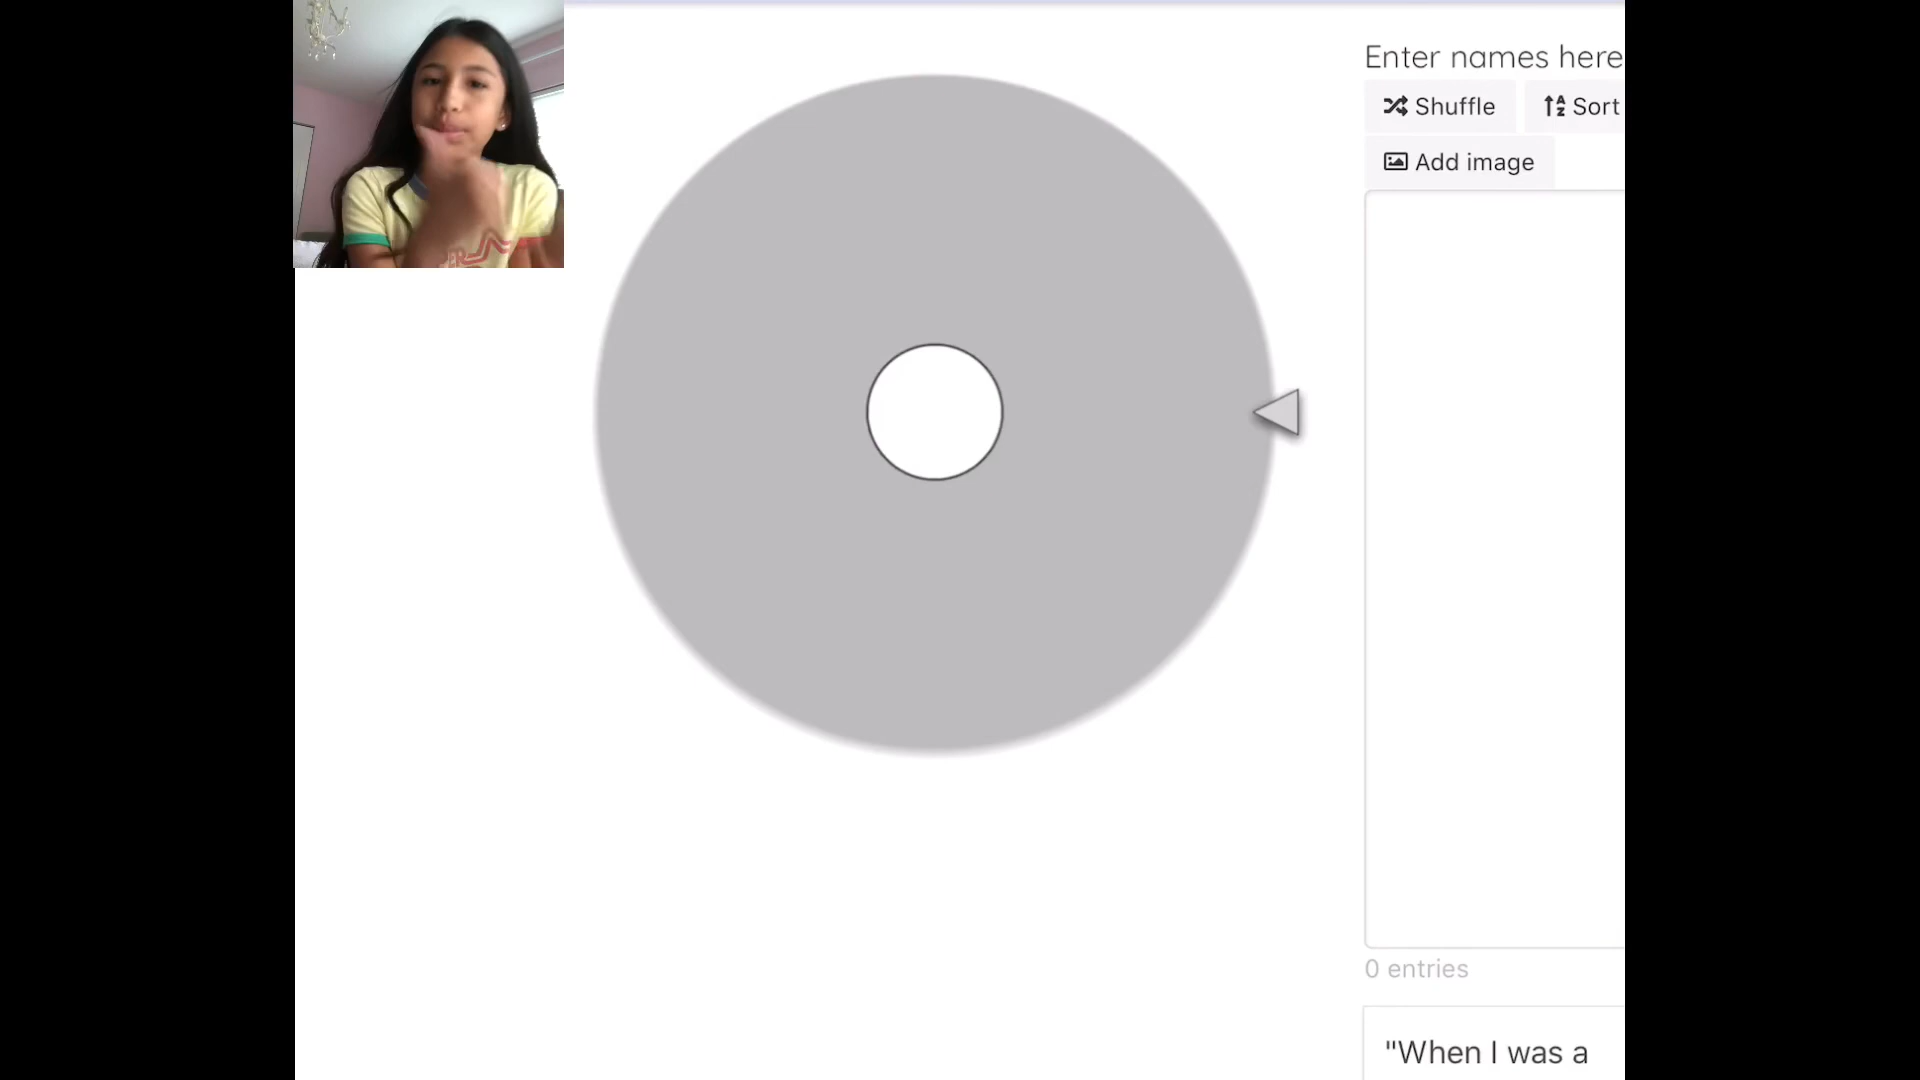 Enter names here
Shuffle
Sort
Add image
0 entries
"When I was a